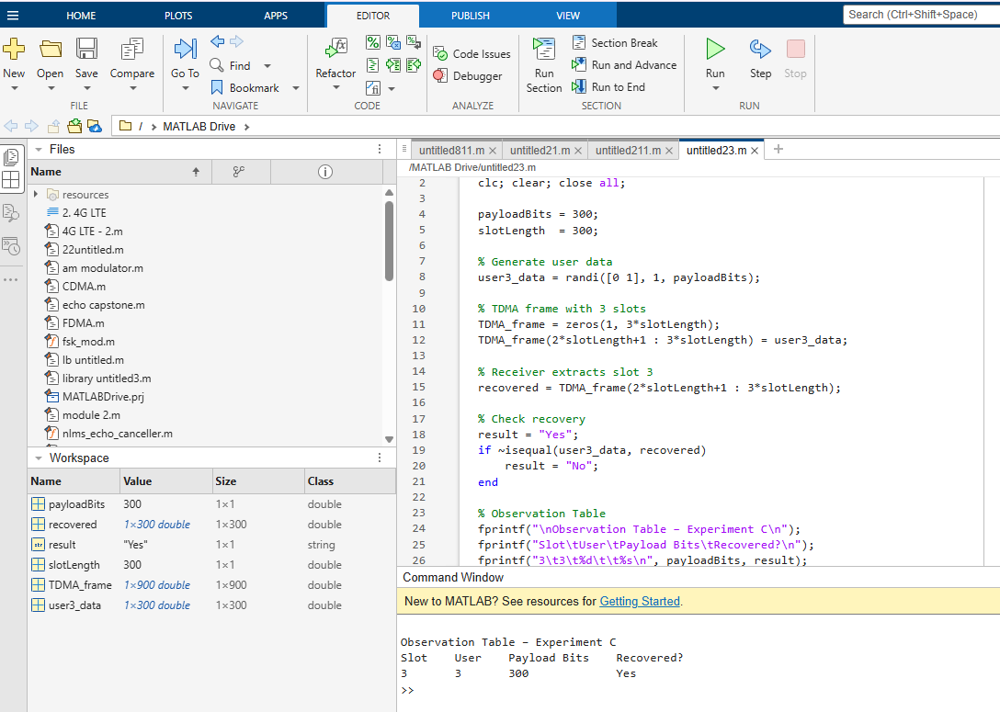 HOME PLOTS APPS EDITOR PUBLISH VIEW Search (Ctrl+Shift+Space)
New Open Save Compare Go To Find Bookmark Refactor Code Issues Debugger Run Section Section Break Run and Advance Run to End Run Step Stop
FILE NAVIGATE CODE ANALYZE SECTION RUN
/ MATLAB Drive
Files
Name
resources
2. 4G LTE
4G LTE - 2.m
22untitled.m
am modulator.m
CDMA.m
echo capstone.m
FDMA.m
fsk_mod.m
lb untitled.m
library untitled3.m
MATLABDrive.prj
module 2.m
nlms_echo_canceller.m
Workspace
Name Value Size Class
payloadBits 300 1×1 double
recovered 1×300 double 1×300 double
result "Yes" 1×1 string
slotLength 300 1×1 double
TDMA_frame 1×900 double 1×900 double
user3_data 1×300 double 1×300 double
untitled811.m untitled21.m untitled211.m untitled23.m
/MATLAB Drive/untitled23.m
2 clc; clear; close all;
3
4 payloadBits = 300;
5 slotLength  = 300;
6
7 % Generate user data
8 user3_data = randi([0 1], 1, payloadBits);
9
10 % TDMA frame with 3 slots
11 TDMA_frame = zeros(1, 3*slotLength);
12 TDMA_frame(2*slotLength+1 : 3*slotLength) = user3_data;
13
14 % Receiver extracts slot 3
15 recovered = TDMA_frame(2*slotLength+1 : 3*slotLength);
16
17 % Check recovery
18 result = "Yes";
19 if ~isequal(user3_data, recovered)
20     result = "No";
21 end
22
23 % Observation Table
24 fprintf("\nObservation Table – Experiment C\n");
25 fprintf("Slot\tUser\tPayload Bits\tRecovered?\n");
26 fprintf("3\t3\t%d\t\t%s\n", payloadBits, result);
Command Window
New to MATLAB? See resources for Getting Started.
Observation Table – Experiment C
Slot User Payload Bits Recovered?
3 3 300 Yes
>>